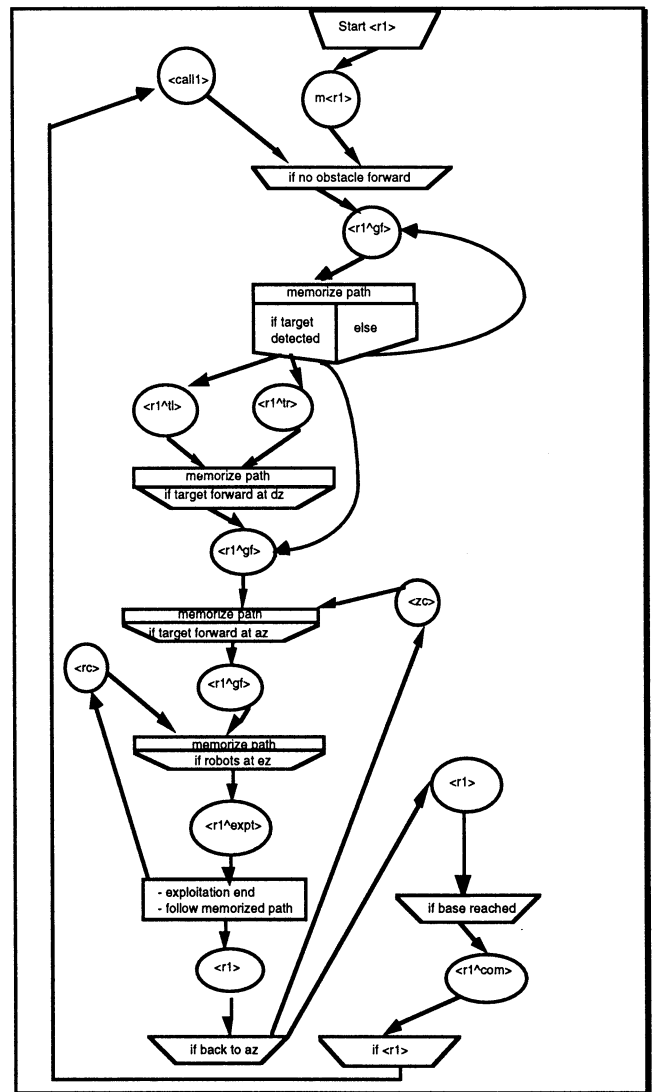 Start <r1>
<call1>
m<r1>
if no obstacle forward
<r1^gf>
memorize path
if target
detected
else
<r1^tl>
<r1^tr>
memorize path
if target forward at dz
<r1^gf>
<zc>
memorize path
if target forward at az
<rc>
<r1^gf>
memorize path
if robots at ez
<r1>
<r1^expt>
- exploitation end
- follow memorized path
if base reached
<r1>
<r1^com>
if back to az
if <r1>